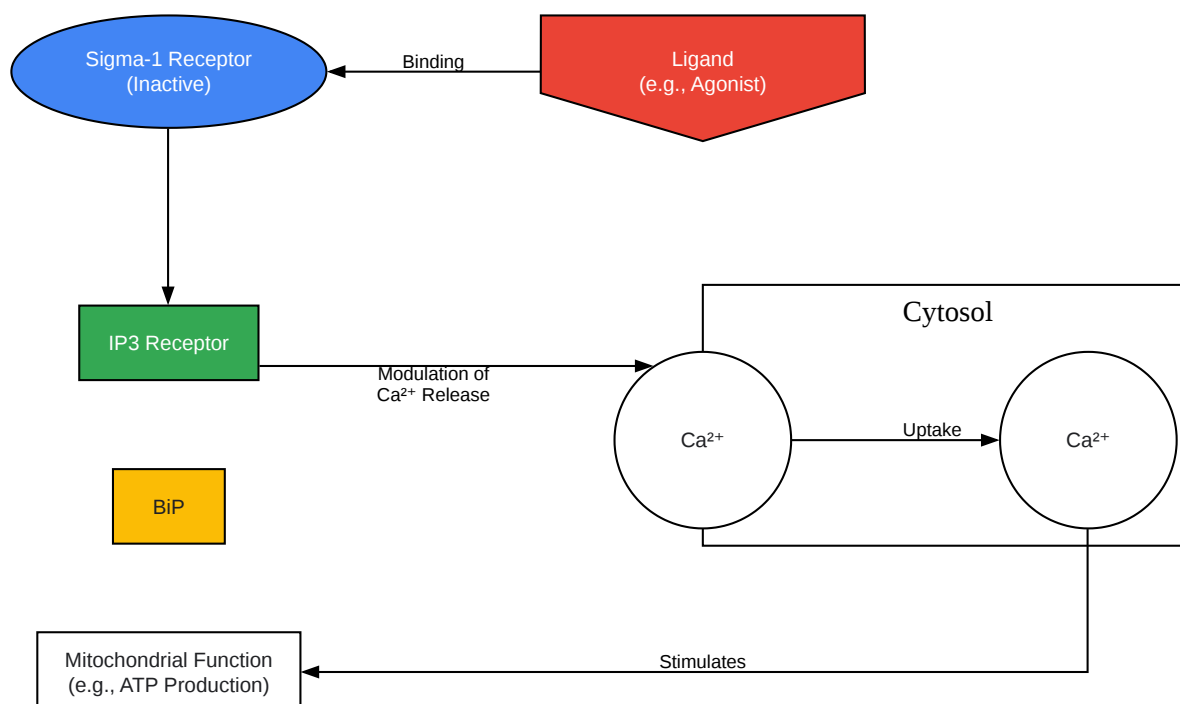 Sigma-1 Receptor
(Inactive)
Binding
Ligand
(e.g., Agonist)
Cytosol
IP3 Receptor
Modulation of
Ca²⁺ Release
Ca²⁺
Uptake
Ca²⁺
BiP
Mitochondrial Function
(e.g., ATP Production)
Stimulates